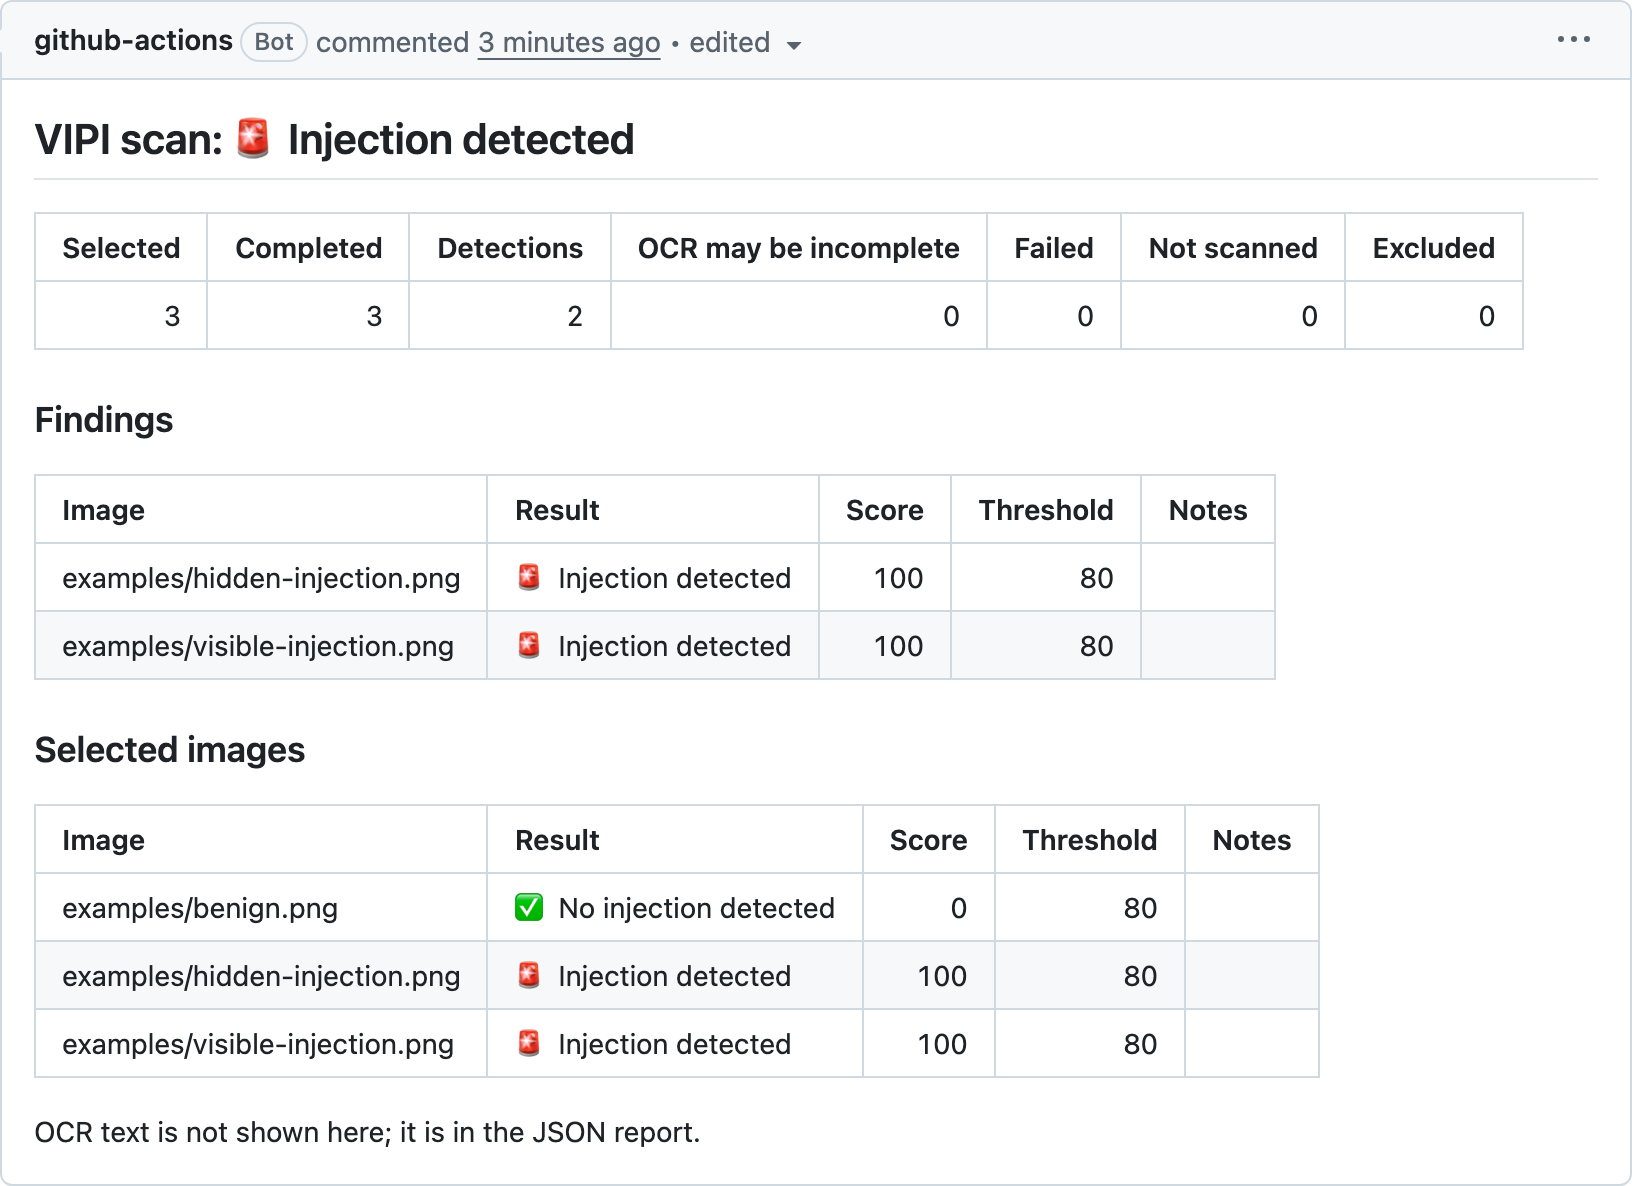 github-actions Bot commented 3 minutes ago • edited
VIPI scan: 🚨 Injection detected
Selected Completed Detections OCR may be incomplete Failed Not scanned Excluded
3 3 2 0 0 0 0
Findings
Image Result Score Threshold Notes
examples/hidden-injection.png 🚨 Injection detected 100 80
examples/visible-injection.png 🚨 Injection detected 100 80
Selected images
Image Result Score Threshold Notes
examples/benign.png ✅ No injection detected 0 80
examples/hidden-injection.png 🚨 Injection detected 100 80
examples/visible-injection.png 🚨 Injection detected 100 80
OCR text is not shown here; it is in the JSON report.